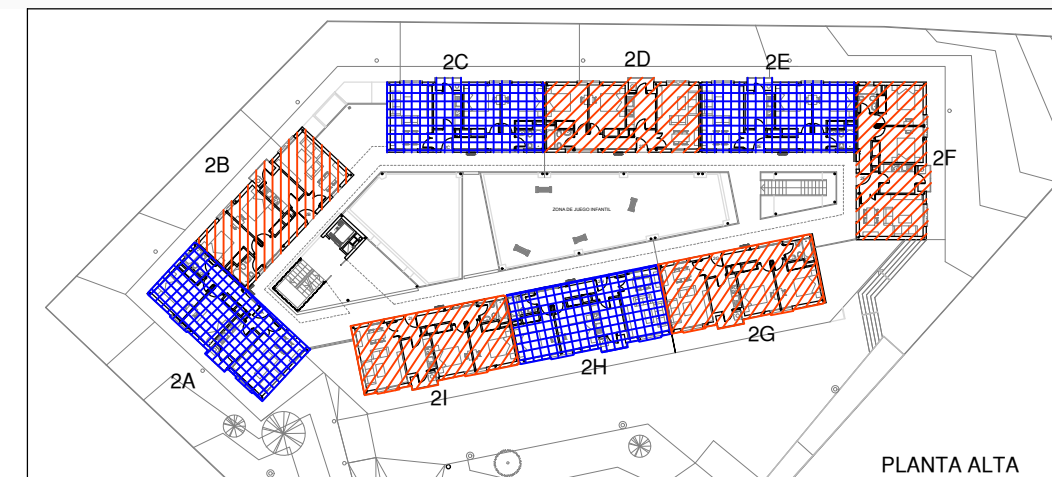 2C
2D
2E
2B
2F
ZONA DE JUEGO INFANTIL
2G
2H
2A
2I
PLANTA ALTA